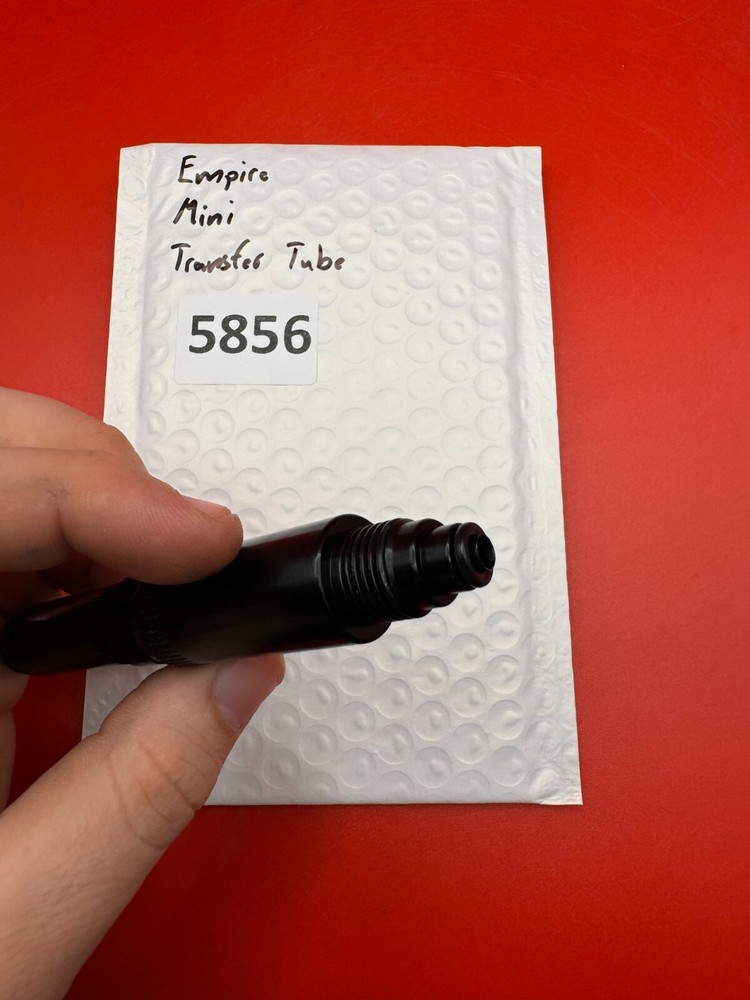 Empire
Mini
Transfer Tube
5856